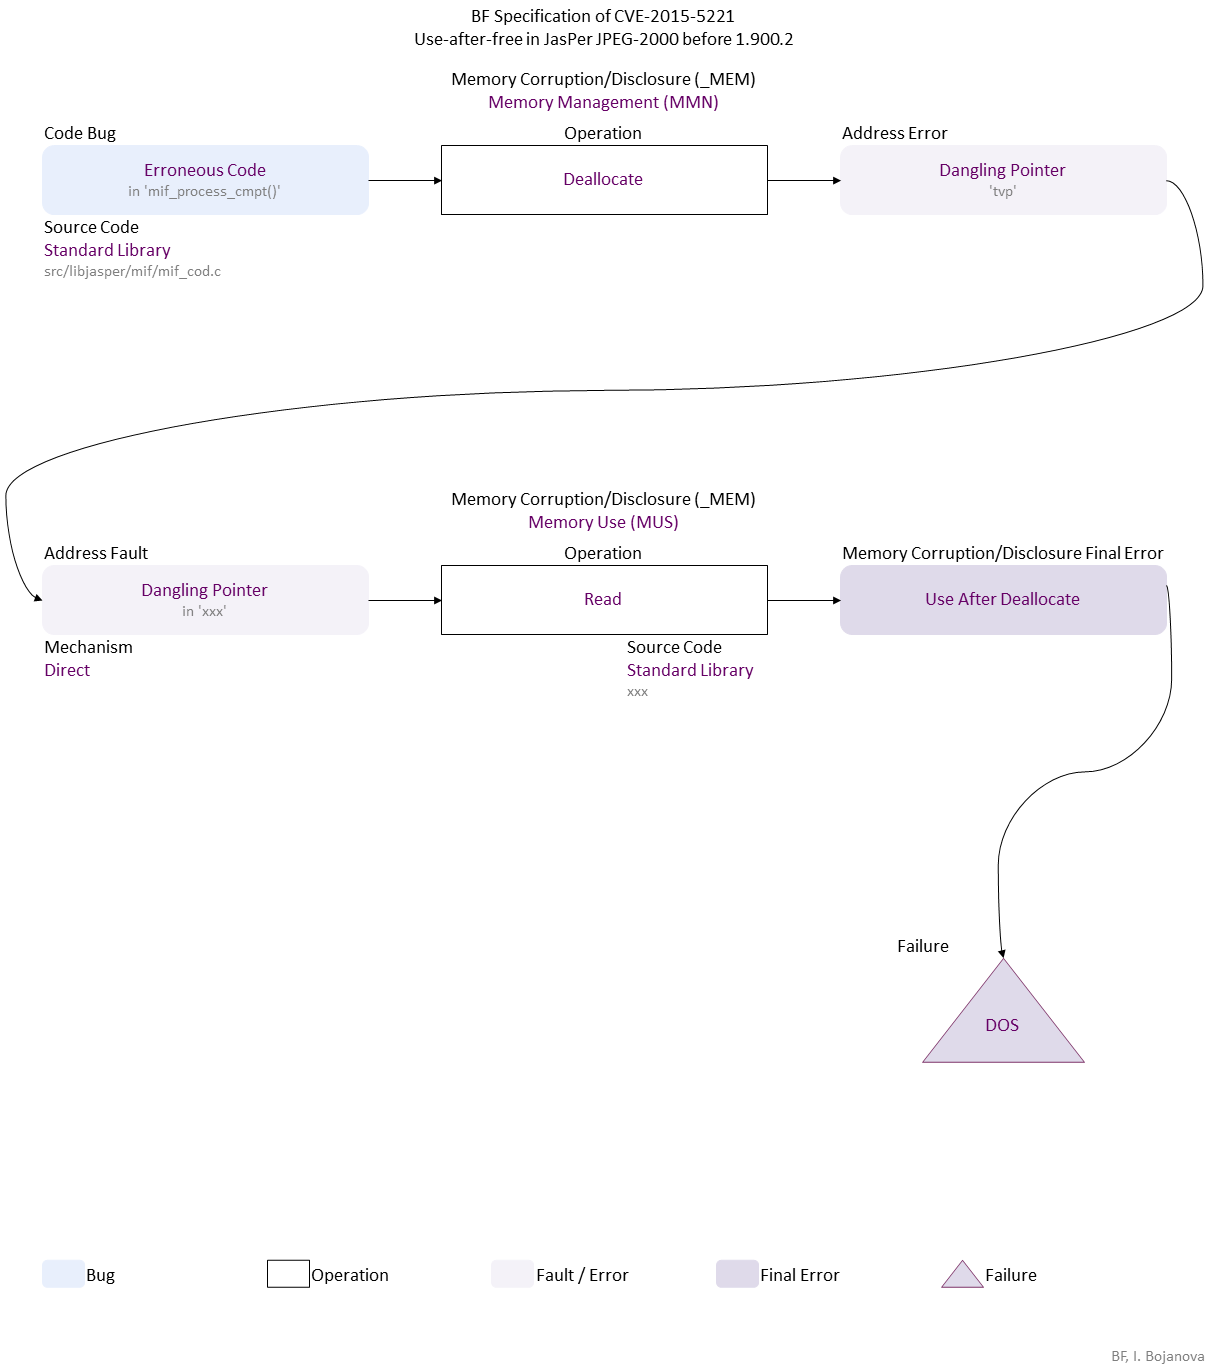 BF Specification of CVE-2015-5221
Use-after-free in JasPer JPEG-2000 before 1.900.2
Memory Corruption/Disclosure (_MEM)
Memory Management (MMN)
Code Bug
Operation
Address Error
Erroneous Code
in 'mif_process_cmpt()'
Deallocate
Dangling Pointer
'tvp'
Source Code
Standard Library
src/libjasper/mif/mif_cod.c
Memory Corruption/Disclosure (_MEM)
Memory Use (MUS)
Address Fault
Operation
Memory Corruption/Disclosure Final Error
Dangling Pointer
in 'xxx'
Read
Use After Deallocate
Mechanism
Direct
Source Code
Standard Library
xxx
Failure
DOS
Bug
Operation
Fault / Error
Final Error
Failure
BF, I. Bojanova